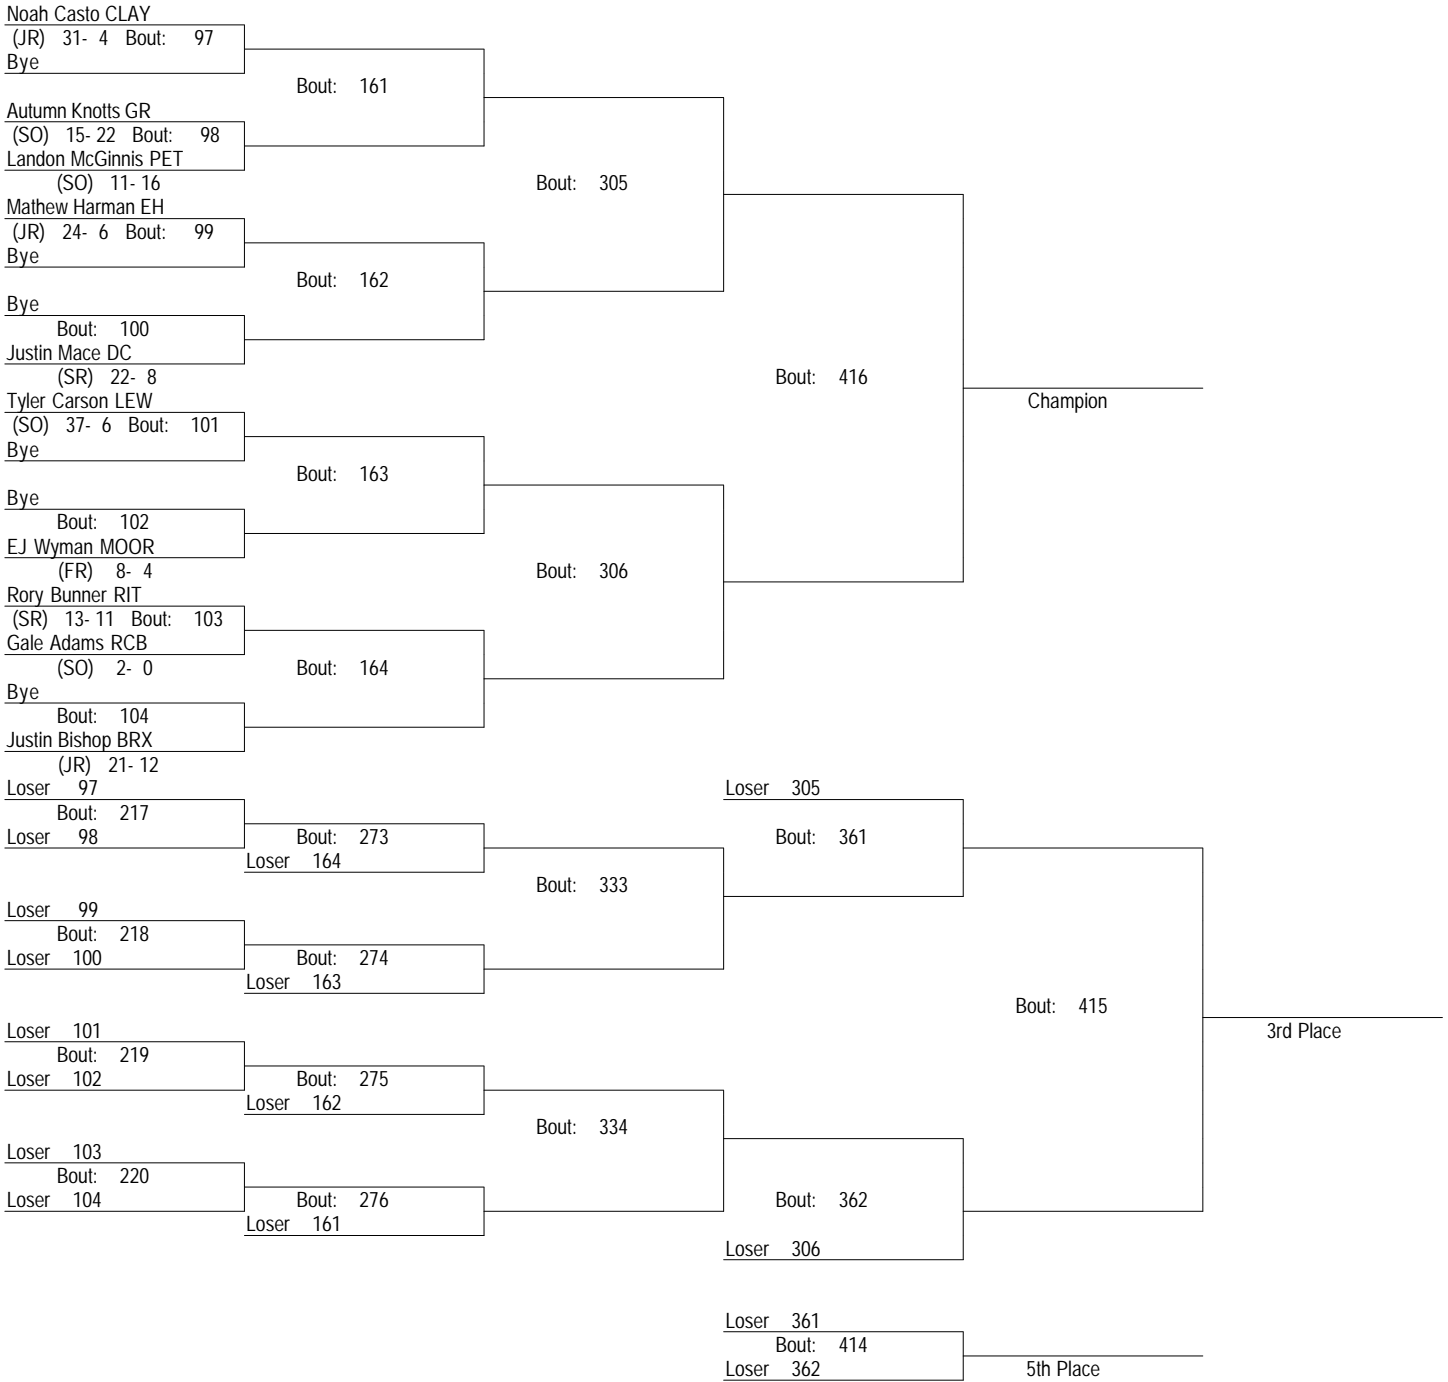 Noah Casto CLAY
(JR) 31- 4 Bout: 97
Bye
Bout: 161
Autumn Knotts GR
(SO) 15- 22 Bout: 98
Landon McGinnis PET
(SO) 11- 16
Bout: 305
Mathew Harman EH
(JR) 24- 6 Bout: 99
Bye
Bout: 162
Bye
Bout: 100
Justin Mace DC
(SR) 22- 8
Bout: 416
Tyler Carson LEW
Champion
(SO) 37- 6 Bout: 101
Bye
Bout: 163
Bye
Bout: 102
EJ Wyman MOOR
(FR) 8- 4
Bout: 306
Rory Bunner RIT
(SR) 13- 11 Bout: 103
Gale Adams RCB
(SO) 2- 0
Bout: 164
Bye
Bout: 104
Justin Bishop BRX
(JR) 21- 12
Loser 97
Loser 305
Bout: 217
Loser 98
Bout: 273
Bout: 361
Loser 164
Bout: 333
Loser 99
Bout: 218
Loser 100
Bout: 274
Loser 163
Bout: 415
Loser 101
3rd Place
Bout: 219
Loser 102
Bout: 275
Loser 162
Bout: 334
Loser 103
Bout: 220
Loser 104
Bout: 276
Bout: 362
Loser 161
Loser 306
Loser 361
Bout: 414
Loser 362
5th Place